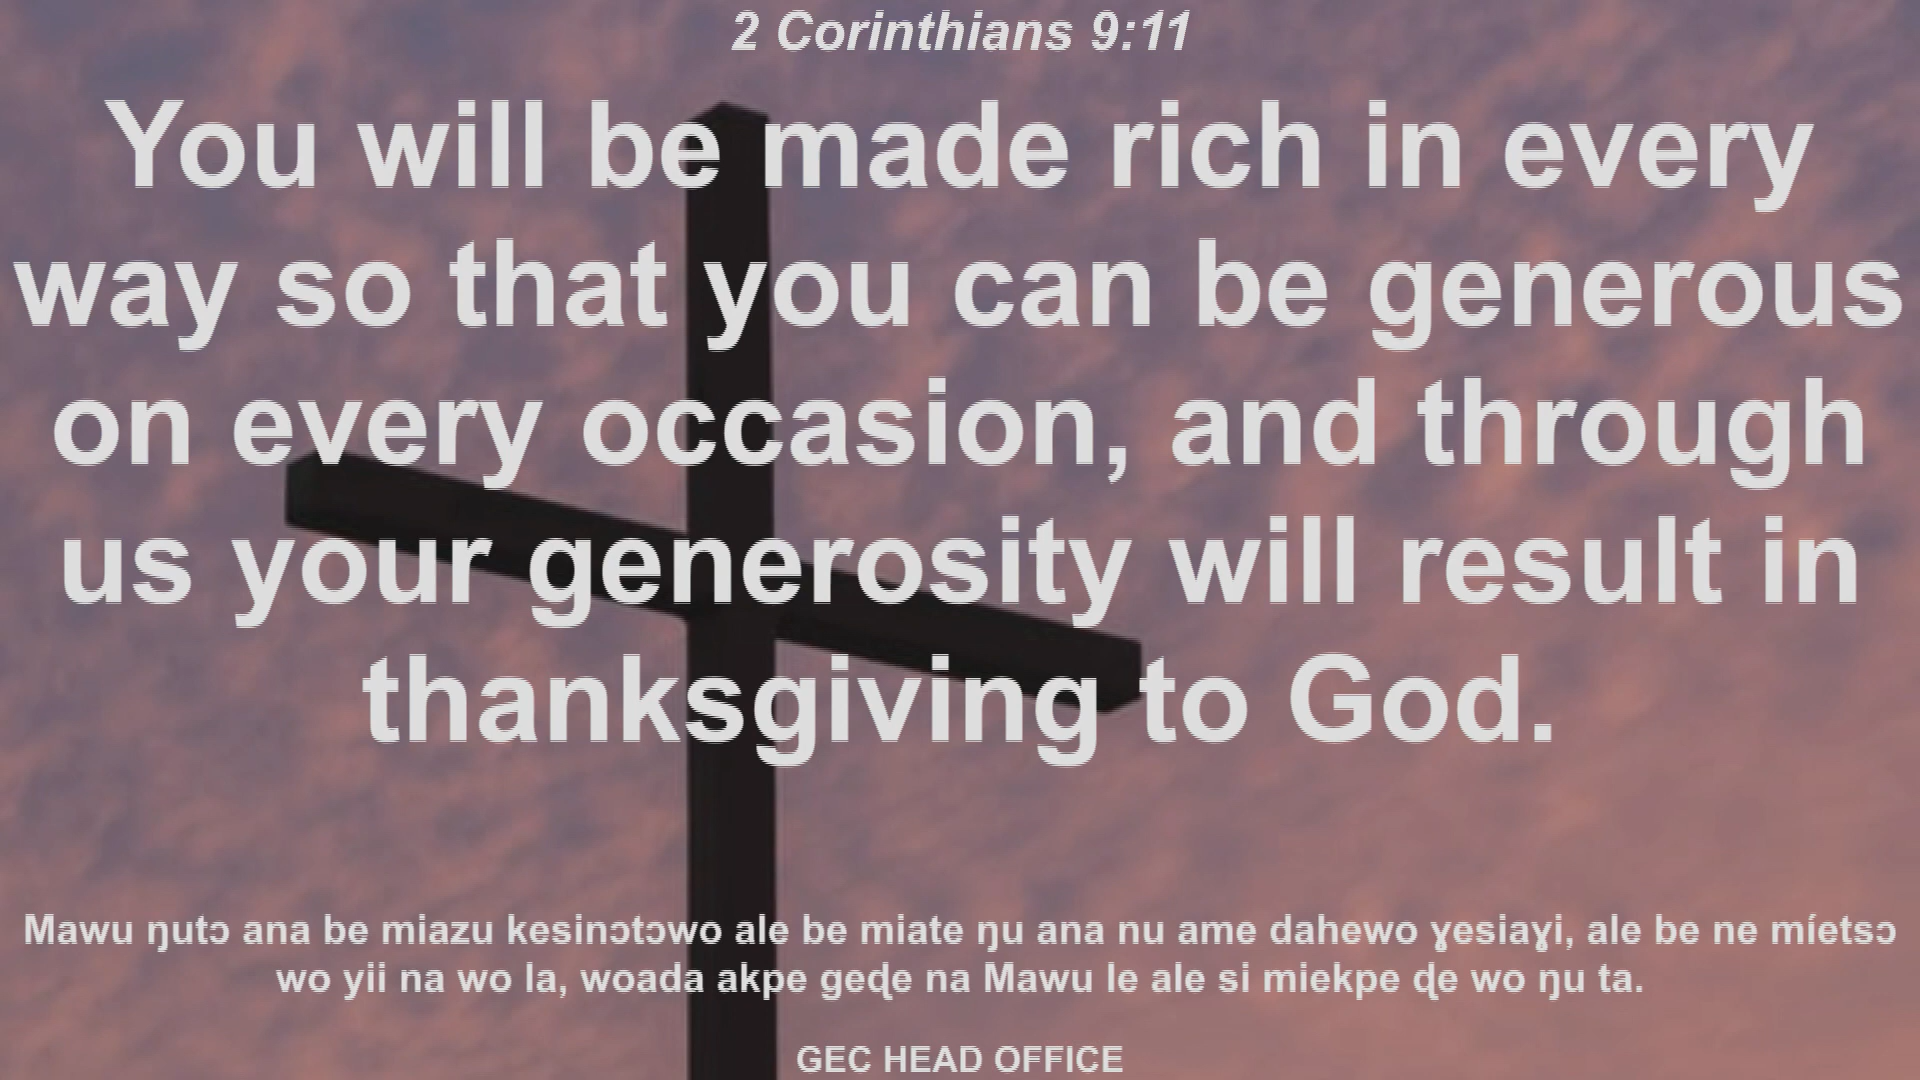 2 Corinthians 9:11
You will be made rich in every
way so that you can be generous
on every occasion, and through
us your generosity will result in
thanksgiving to God.
Mawu ŋutɔ ana be miazu kesinɔtɔwo ale be miate ŋu ana nu ame dahewo ɣesiaɣi, ale be ne míetsɔ
wo yii na wo la, woada akpe geɖe na Mawu le ale si miekpe ɖe wo ŋu ta.
GEC HEAD OFFICE